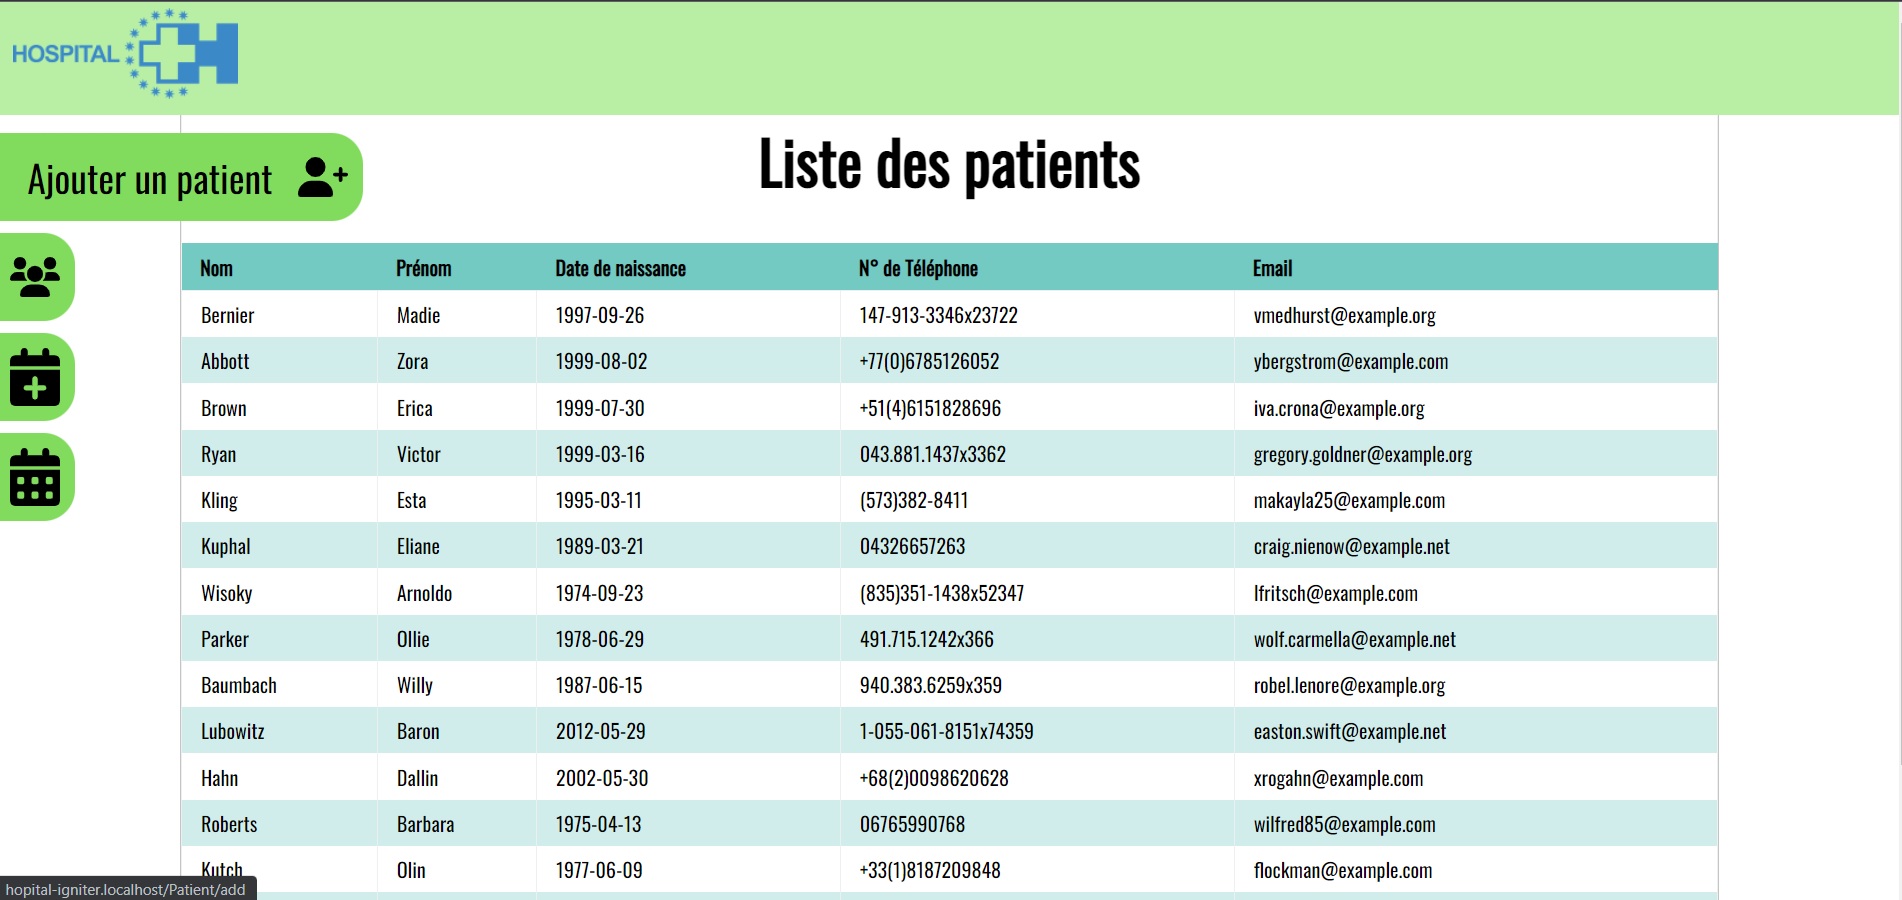 HOSPITAL
Ajouter un patient
Liste des patients
Nom Prénom Date de naissance N° de Téléphone Email
Bernier Madie 1997-09-26 147-913-3346x23722 vmedhurst@example.org
Abbott Zora 1999-08-02 +77(0)6785126052 ybergstrom@example.com
Brown Erica 1999-07-30 +51(4)6151828696 iva.crona@example.org
Ryan Victor 1999-03-16 043.881.1437x3362 gregory.goldner@example.org
Kling Esta 1995-03-11 (573)382-8411 makayla25@example.com
Kuphal Eliane 1989-03-21 04326657263 craig.nienow@example.net
Wisoky Arnoldo 1974-09-23 (835)351-1438x52347 lfritsch@example.com
Parker Ollie 1978-06-29 491.715.1242x366 wolf.carmella@example.net
Baumbach Willy 1987-06-15 940.383.6259x359 robel.lenore@example.org
Lubowitz Baron 2012-05-29 1-055-061-8151x74359 easton.swift@example.net
Hahn Dallin 2002-05-30 +68(2)0098620628 xrogahn@example.com
Roberts Barbara 1975-04-13 06765990768 wilfred85@example.com
Kutch Olin 1977-06-09 +33(1)8187209848 flockman@example.com
hopital-igniter.localhost/Patient/add